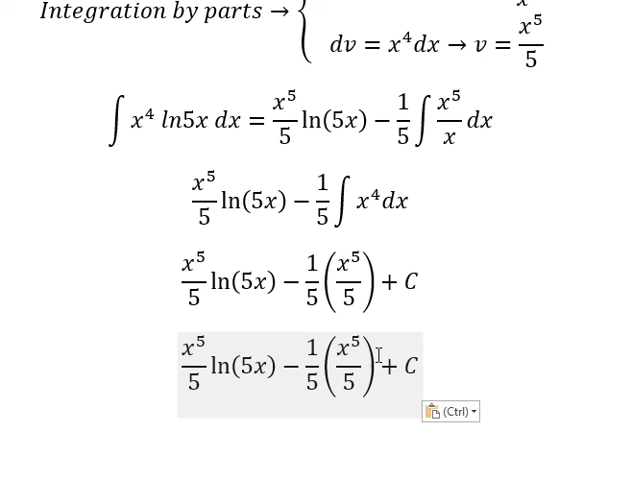 x
Integration by parts → {
dv = x⁴dx → v = x⁵/5
∫ x⁴ ln5x dx = x⁵/5 ln(5x) − 1/5 ∫ x⁵/x dx
x⁵/5 ln(5x) − 1/5 ∫ x⁴dx
x⁵/5 ln(5x) − 1/5 (x⁵/5) + C
x⁵/5 ln(5x) − 1/5 (x⁵/5) + C
(Ctrl)